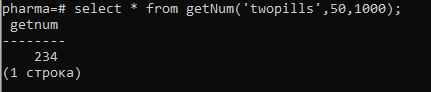 pharma=# select * from getNum('twopills',50,1000);
getnum
--------
234
(1 строка)